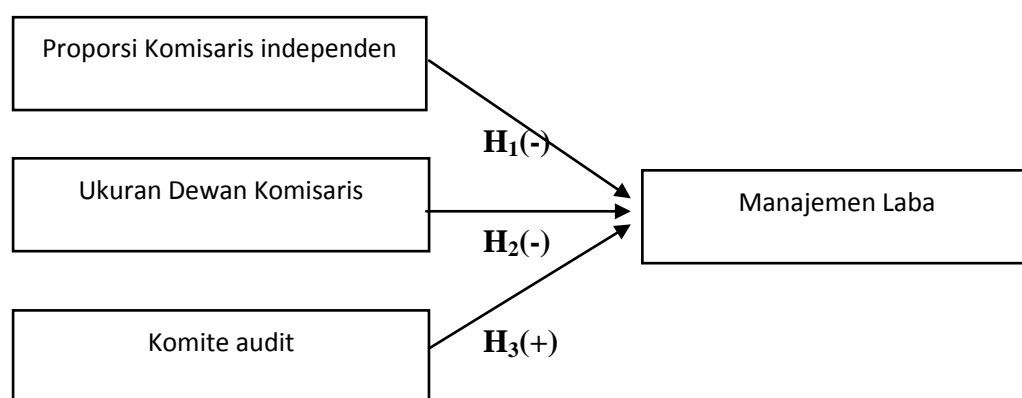 Proporsi Komisaris independen
H₁(-)
Ukuran Dewan Komisaris
Manajemen Laba
H₂(-)
Komite audit
H₃(+)